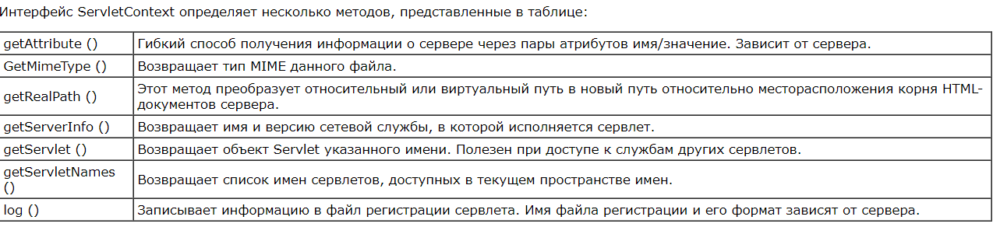 Интерфейс ServletContext определяет несколько методов, представленные в таблице:
getAttribute () Гибкий способ получения информации о сервере через пары атрибутов имя/значение. Зависит от сервера.
GetMimeType () Возвращает тип MIME данного файла.
getRealPath () Этот метод преобразует относительный или виртуальный путь в новый путь относительно месторасположения корня HTML-
документов сервера.
getServerInfo () Возвращает имя и версию сетевой службы, в которой исполняется сервлет.
getServlet () Возвращает объект Servlet указанного имени. Полезен при доступе к службам других сервлетов.
getServletNames
() Возвращает список имен сервлетов, доступных в текущем пространстве имен.
log () Записывает информацию в файл регистрации сервлета. Имя файла регистрации и его формат зависят от сервера.